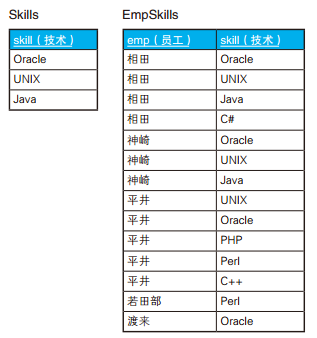 Skills
skill（技术）
Oracle
UNIX
Java
EmpSkills
emp（员工） skill（技术）
相田 Oracle
相田 UNIX
相田 Java
相田 C#
神崎 Oracle
神崎 UNIX
神崎 Java
平井 UNIX
平井 Oracle
平井 PHP
平井 Perl
平井 C++
若田部 Perl
渡来 Oracle